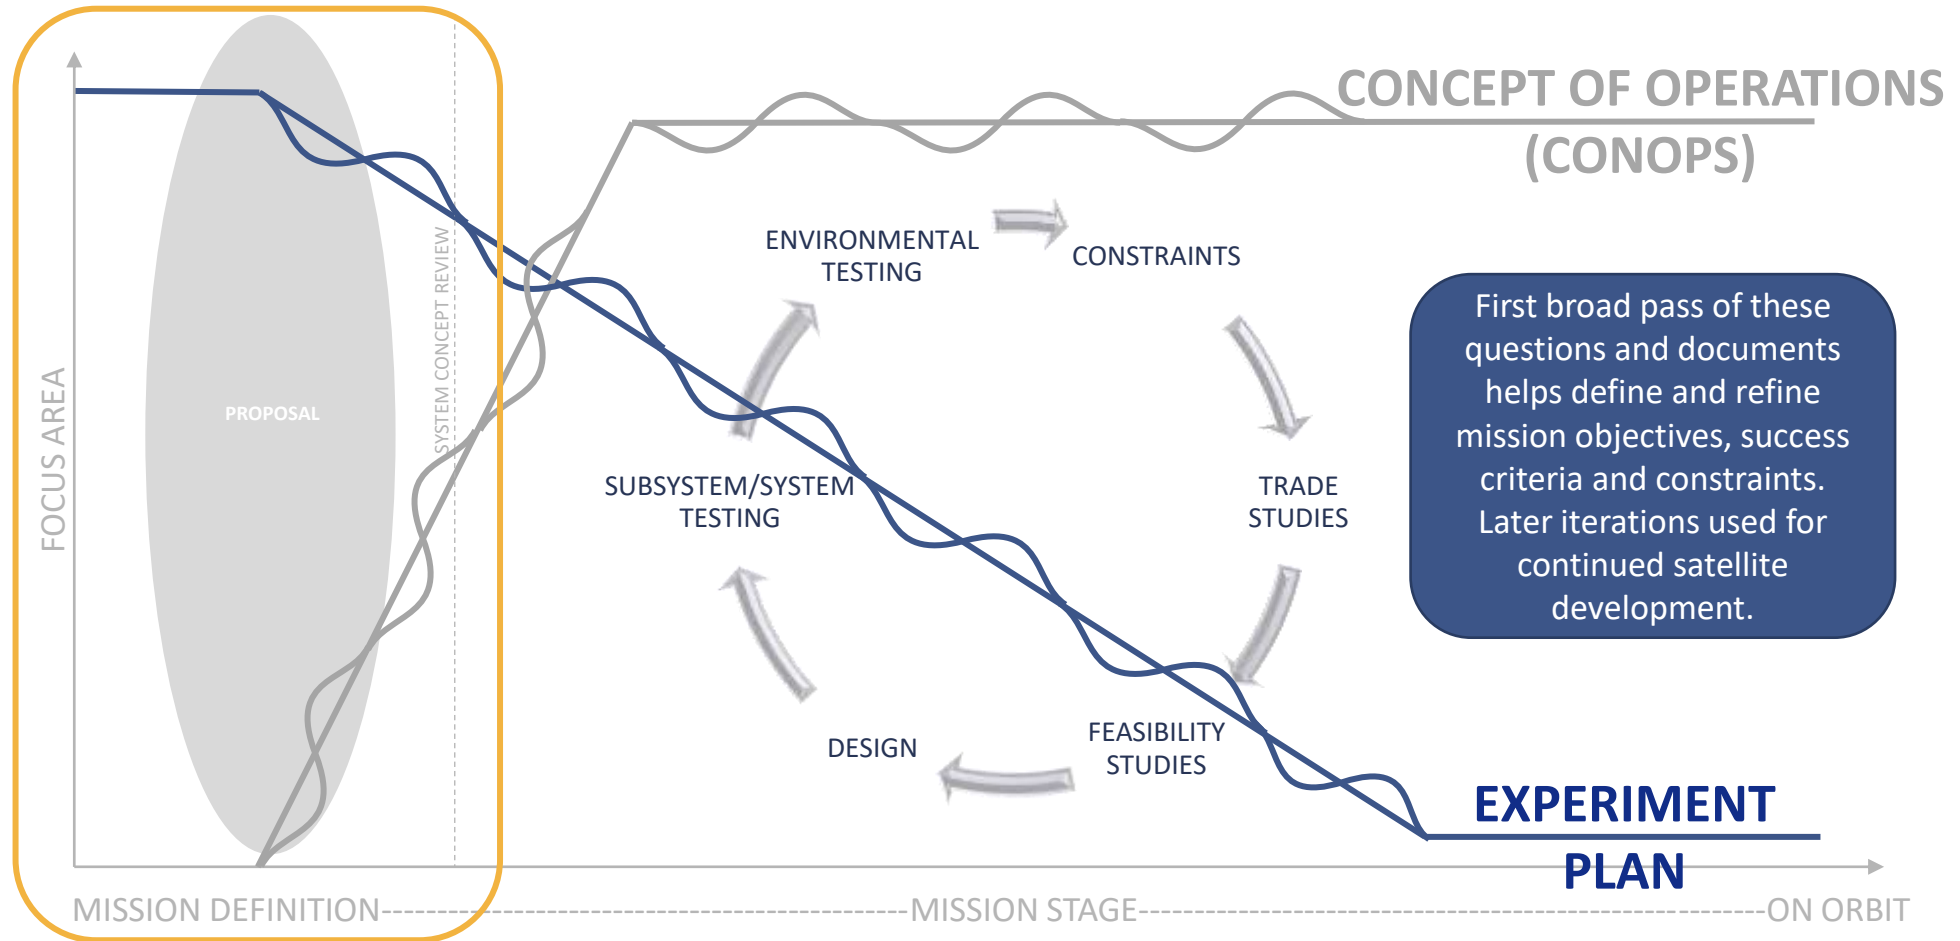 CONCEPT OF OPERATIONS
(CONOPS)
ENVIRONMENTAL
TESTING
CONSTRAINTS
First broad pass of these
questions and documents
helps define and refine
mission objectives, success
criteria and constraints.
Later iterations used for
continued satellite
development.
SYSTEM CONCEPT REVIEW
FOCUS AREA
PROPOSAL
SUBSYSTEM/SYSTEM
TESTING
TRADE
STUDIES
DESIGN
FEASIBILITY
STUDIES
EXPERIMENT
PLAN
MISSION DEFINITION---------------------------------------MISSION STAGE----------------------------------------------ON ORBIT